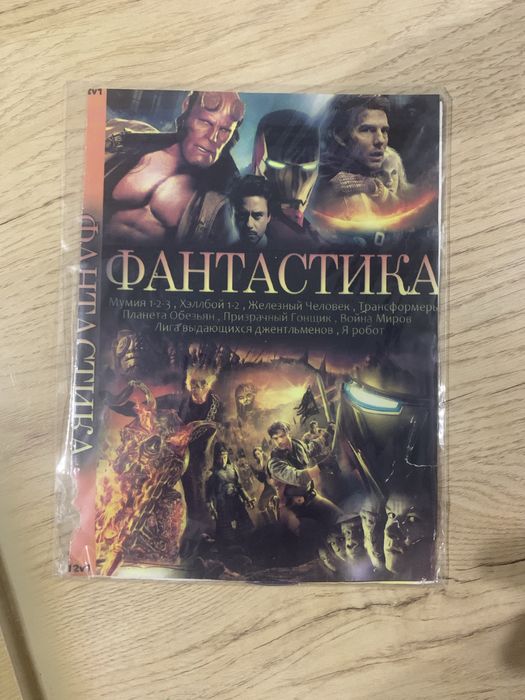 ФАНТАСТИКА
Мумия 1-2-3 , Хэллбой 1-2 , Железный Человек , Трансформеры
Планета Обезьян , Призрачный Гонщик , Война Миров
Лига выдающихся джентльменов , Я робот
ФАНТАСТИКА
12v1